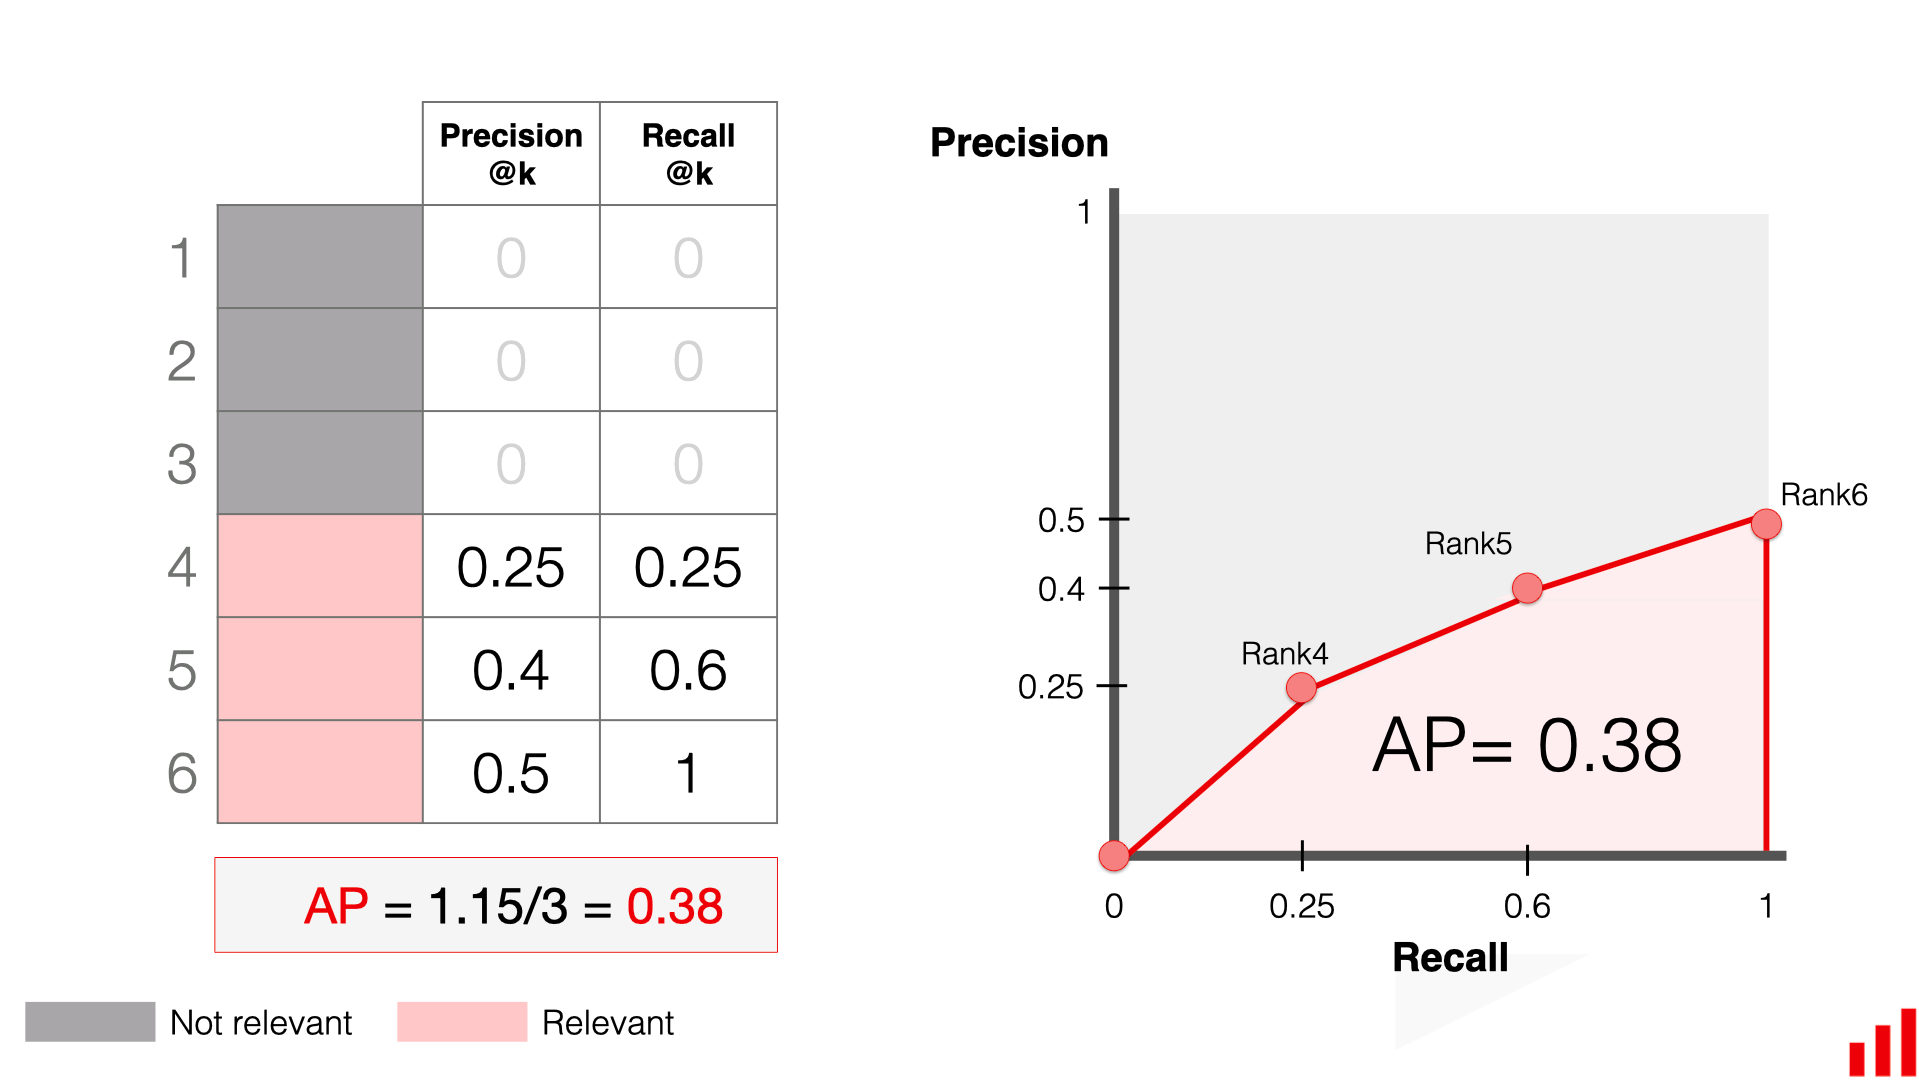 Precision
@k
Recall
@k
1
0
0
2
0
0
3
0
0
4
0.25
0.25
5
0.4
0.6
6
0.5
1
AP = 1.15/3 = 0.38
Not relevant
Relevant
Precision
1
0.5
0.4
0.25
Rank4
Rank5
Rank6
AP= 0.38
0
0.25
0.6
1
Recall